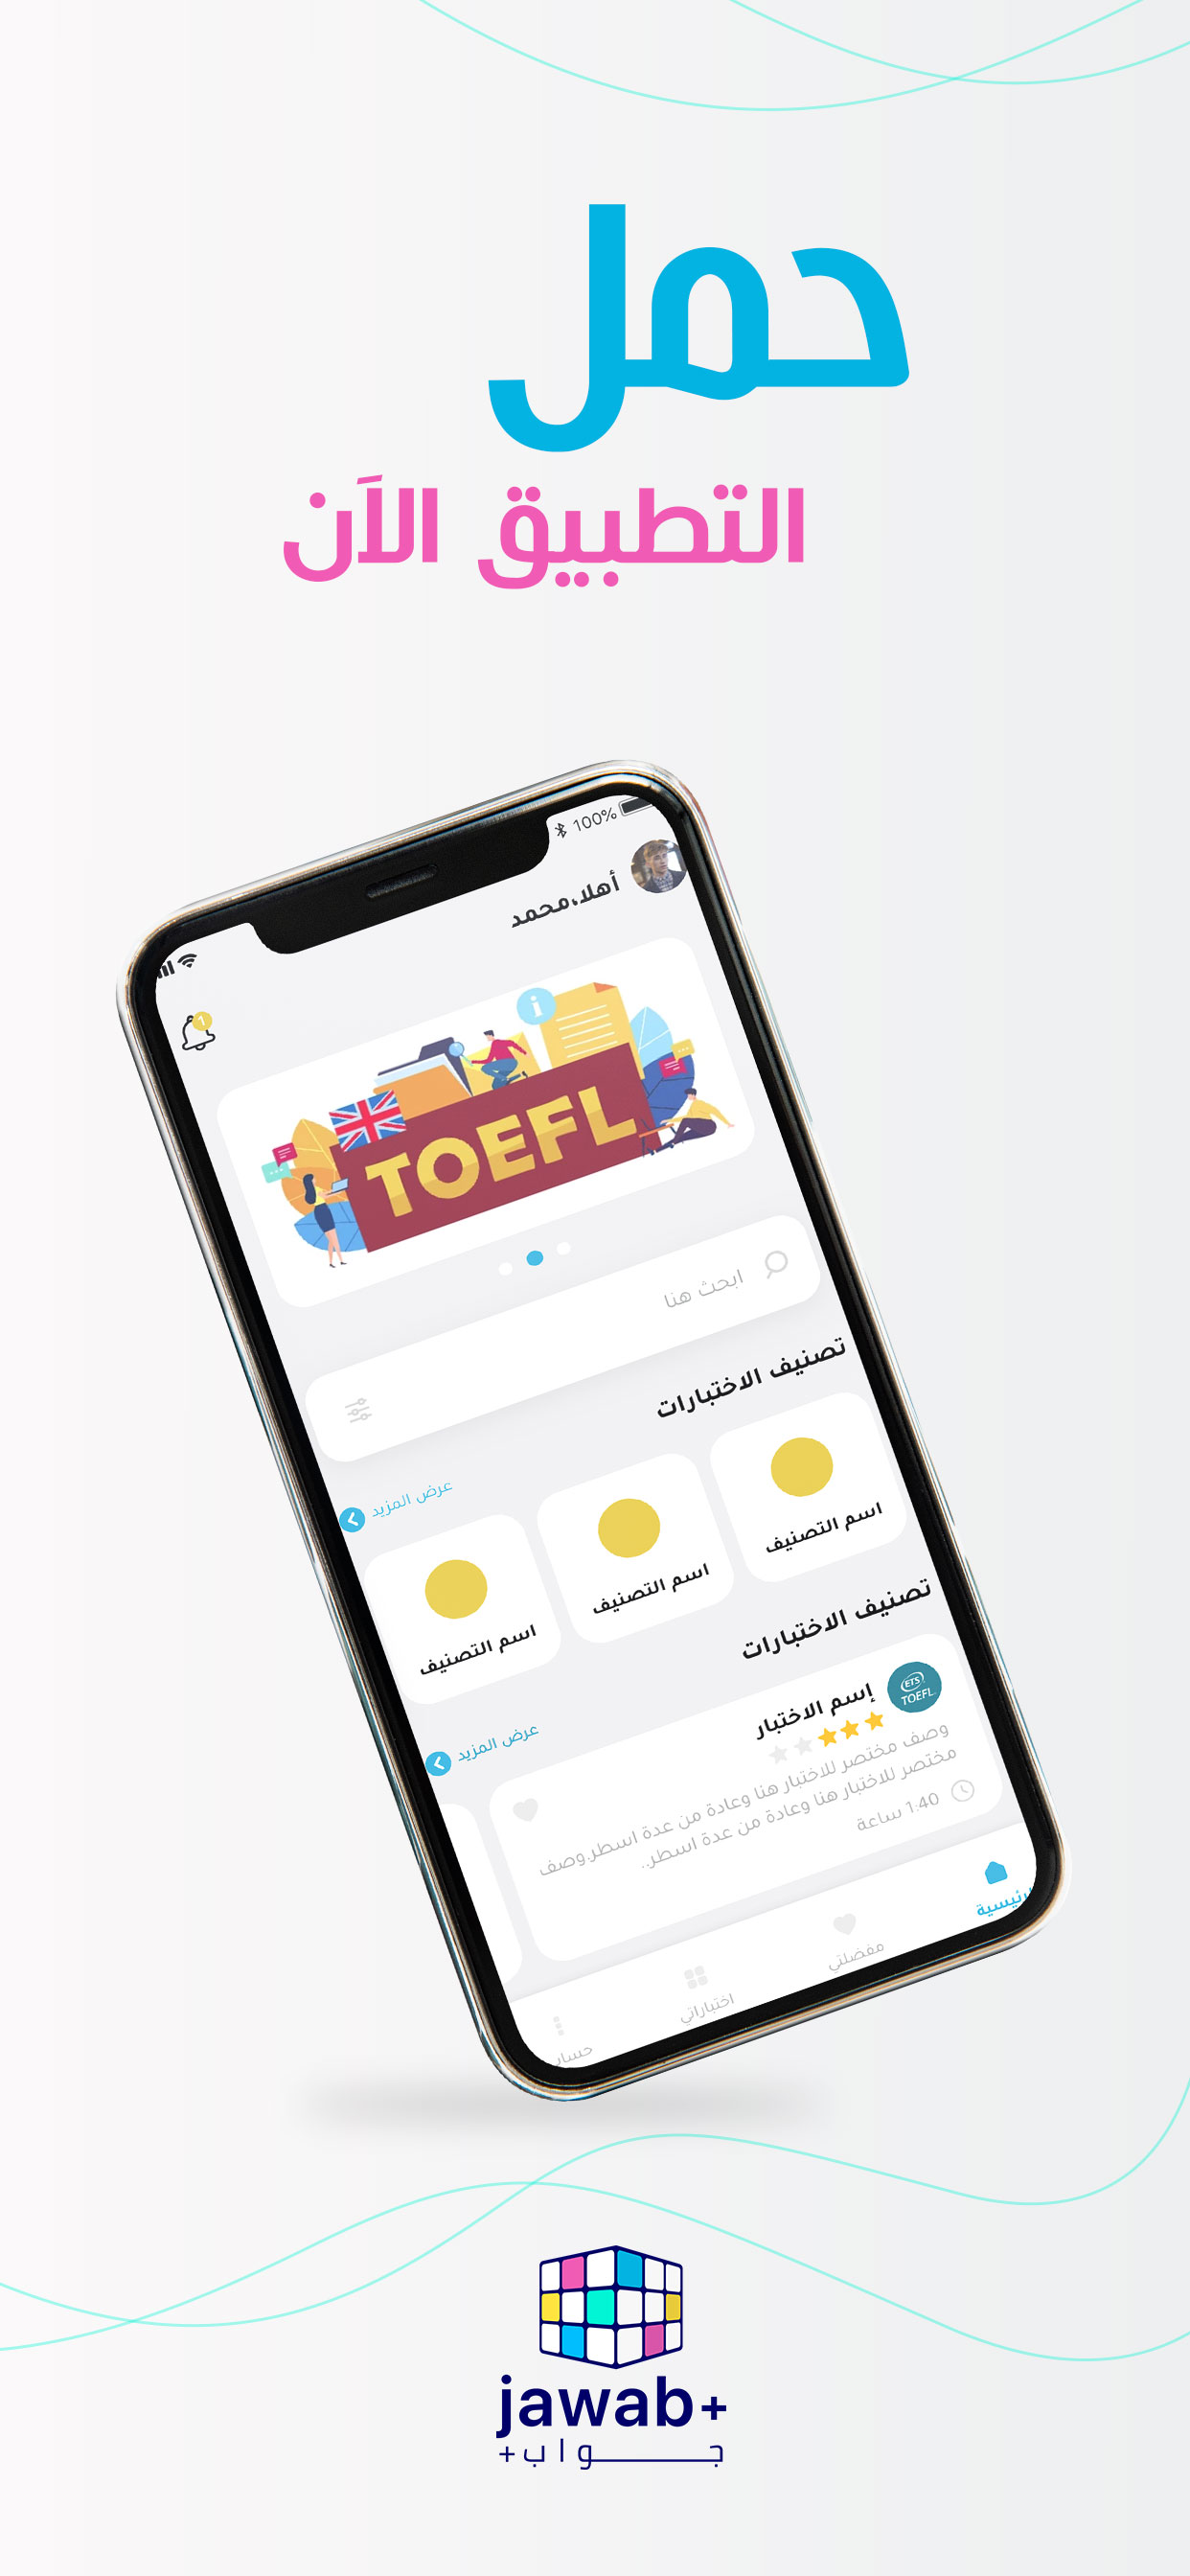 حمل
التطبيق الآن
100%
أهلا،محمد
1
i
TOEFL
ابحث هنا
تصنيف الاختبارات
عرض المزيد
اسم التصنيف
اسم التصنيف
اسم التصنيف
تصنيف الاختبارات
عرض المزيد
ETS
TOEFL
إسم الاختبار
وصف مختصر للاختبار هنا وعادة من عدة اسطر.وصف
مختصر للاختبار هنا وعادة من عدة اسطر..
1:40 ساعة
الرئيسية
مفضلتي
اختباراتي
jawab+
جـواب+